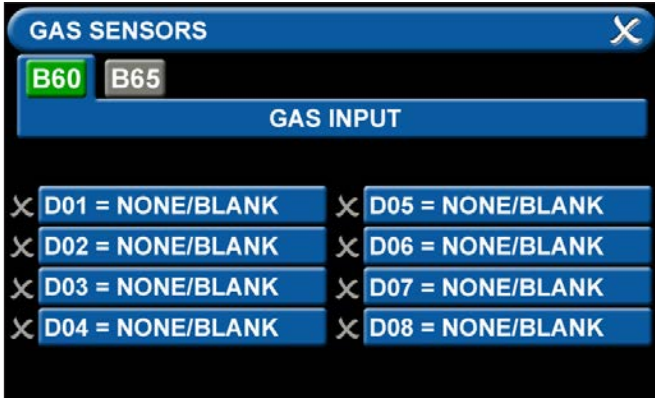 GAS SENSORS
B60 B65
GAS INPUT
D01 = NONE/BLANK D05 = NONE/BLANK
D02 = NONE/BLANK D06 = NONE/BLANK
D03 = NONE/BLANK D07 = NONE/BLANK
D04 = NONE/BLANK D08 = NONE/BLANK